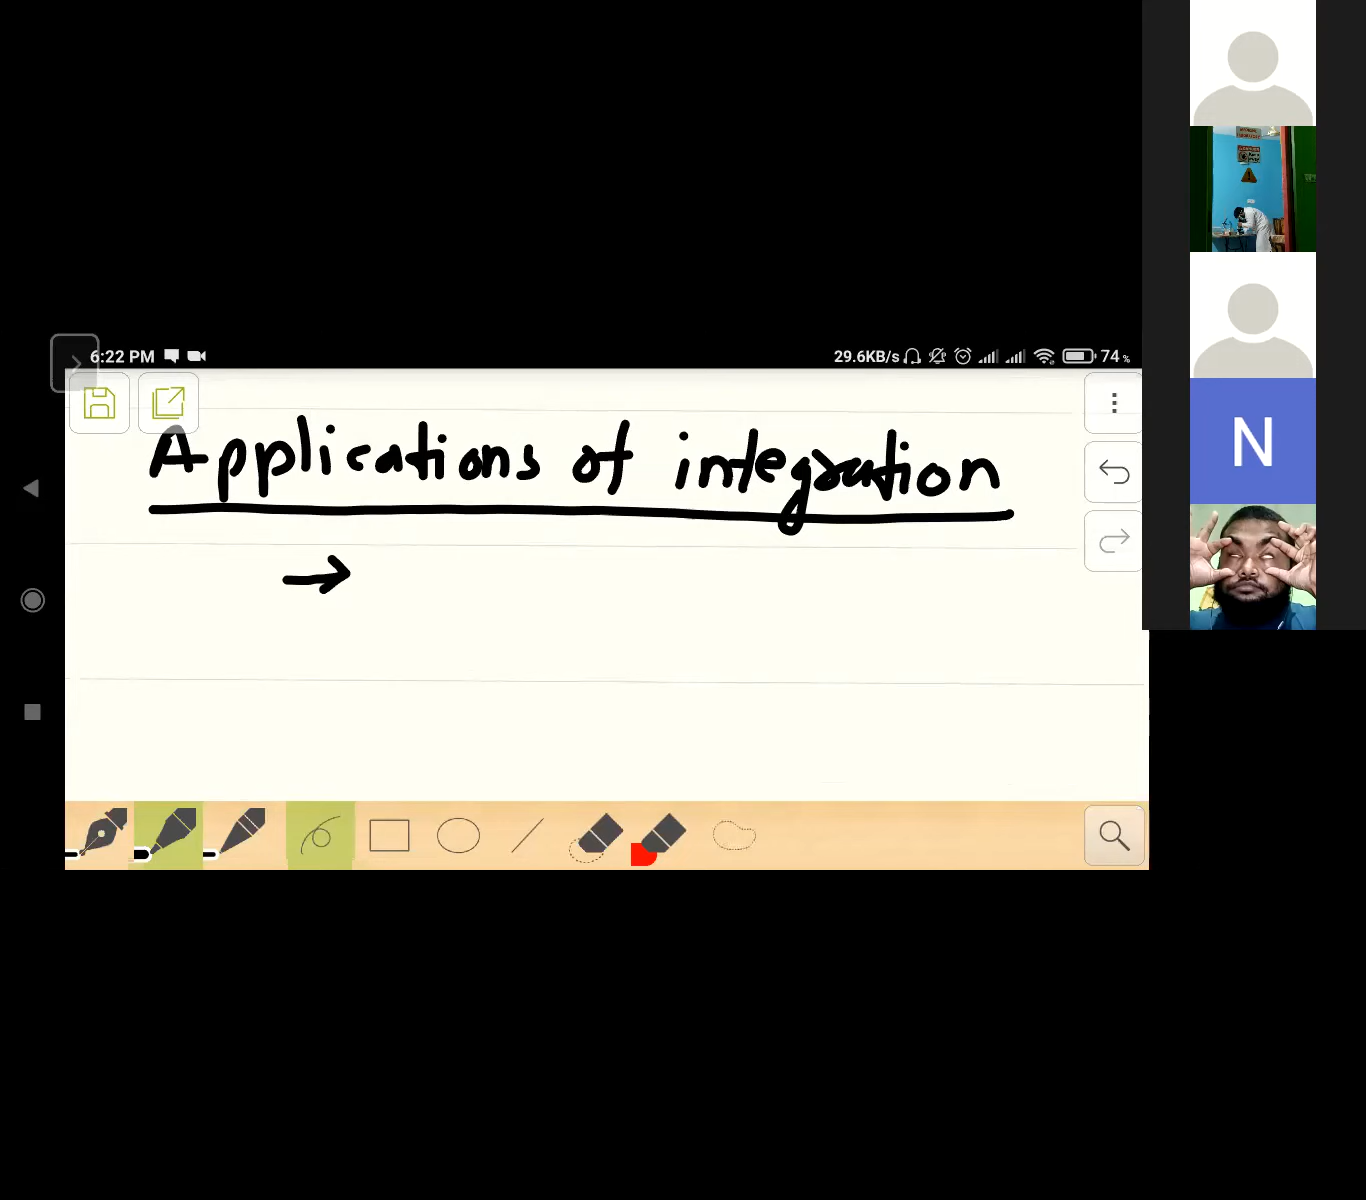 6:22 PM
29.6KB/s 74 %
Applications of integration
→
N